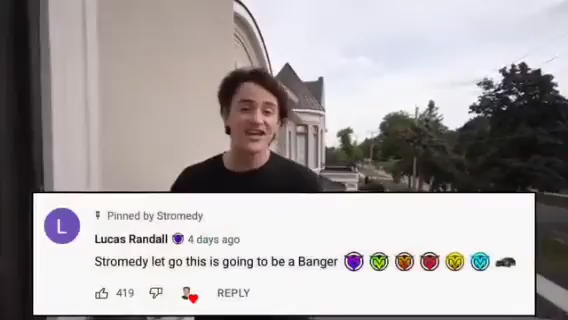 L
Pinned by Stromedy
Lucas Randall 4 days ago
Stromedy let go this is going to be a Banger
419 REPLY